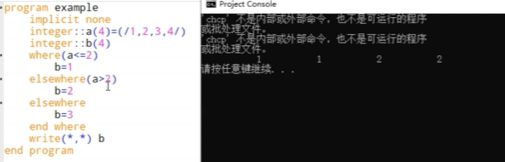 program example
implicit none
integer::a(4)=(/1,2,3,4/)
integer::b(4)
where(a<=2)
b=1
elsewhere(a>2)
b=2
elsewhere
b=3
end where
write(*,*) b
end program
Project Console
'chcp' 不是内部或外部命令，也不是可运行的程序
或批处理文件。
'chcp' 不是内部或外部命令，也不是可运行的程序
或批处理文件。
1 1 2 2
请按任意键继续. . .